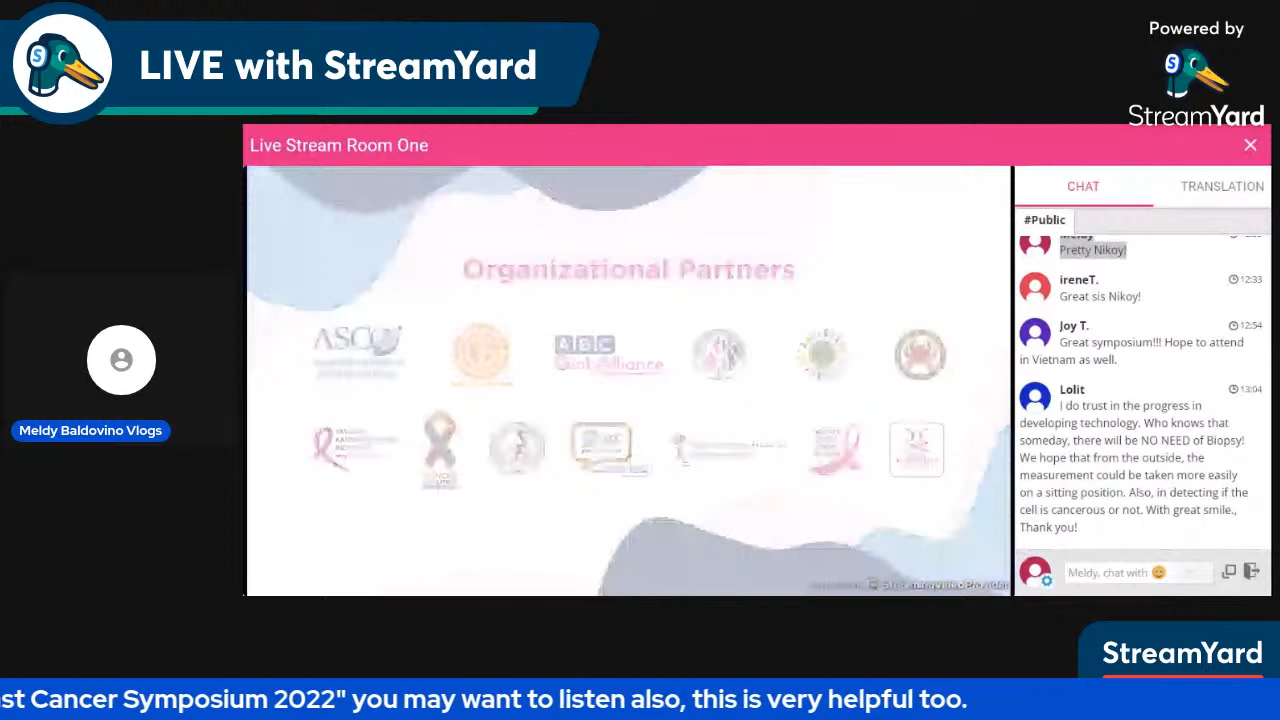 LIVE with StreamYard
Powered by
StreamYard
Live Stream Room One
CHAT
TRANSLATION
#Public
Meldy
Pretty Nikoy!
ireneT.
12:33
Great sis Nikoy!
Joy T.
12:54
Great symposium!!! Hope to attend
in Vietnam as well.
Lolit
13:04
I do trust in the progress in
developing technology. Who knows that
someday, there will be NO NEED of Biopsy!
We hope that from the outside, the
measurement could be taken more easily
on a sitting position. Also, in detecting if the
cell is cancerous or not. With great smile.,
Thank you!
Meldy, chat with
Organizational Partners
ASCO
ABC
Global Alliance
StreamingVideoProvider
Meldy Baldovino Vlogs
StreamYard
st Cancer Symposium 2022" you may want to listen also, this is very helpful too.